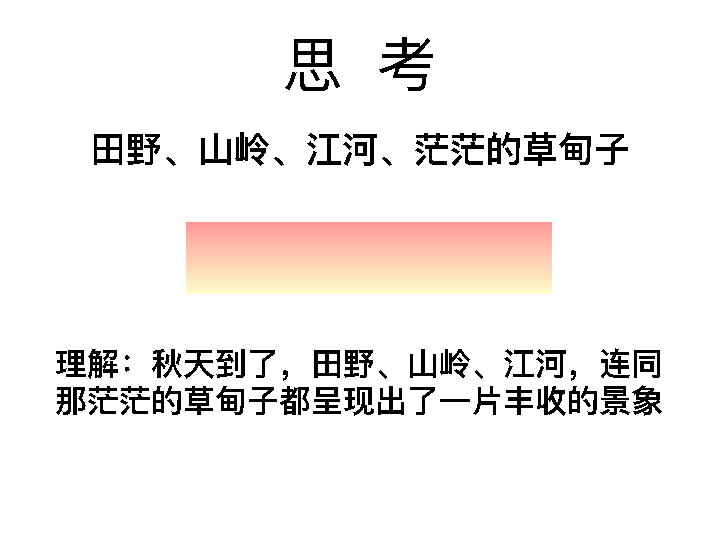 思 考
田野、山岭、江河、茫茫的草甸子
理解：秋天到了，田野、山岭、江河，连同
那茫茫的草甸子都呈现出了一片丰收的景象